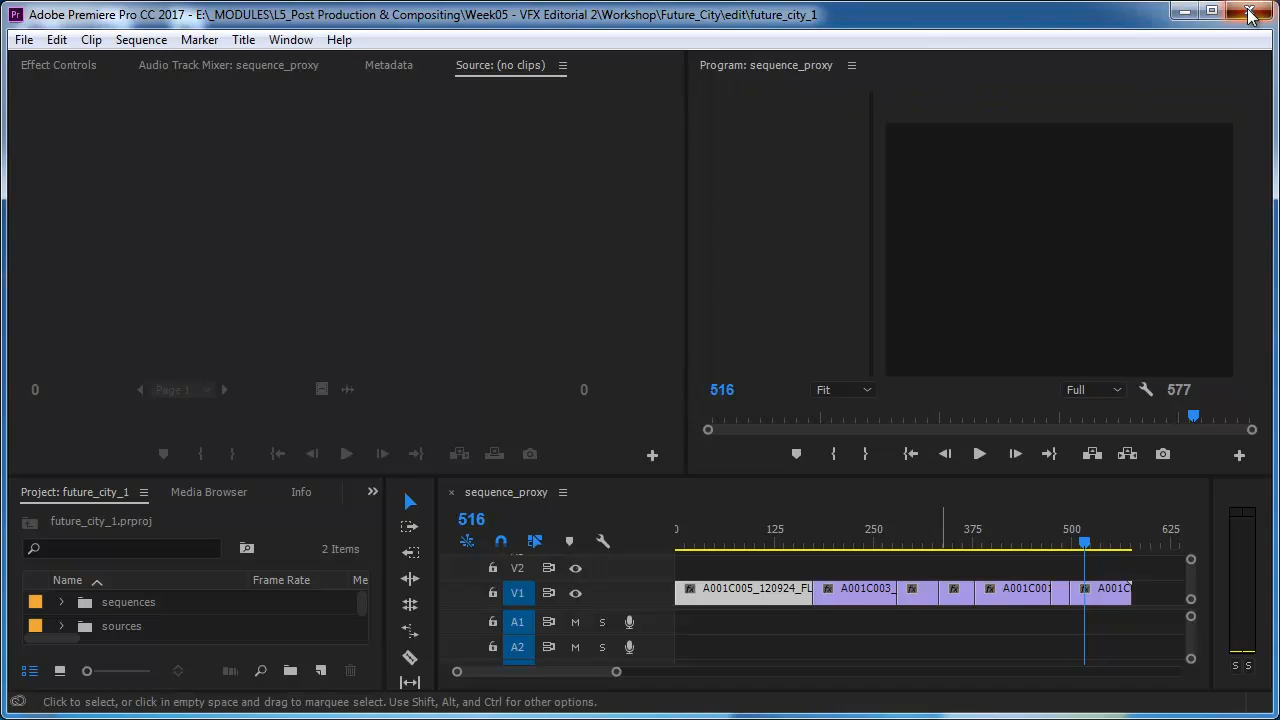 Pr Adobe Premiere Pro CC 2017 - E:\_MODULES\L5_Post Production & Compositing\Week05 - VFX Editorial 2\Workshop\Future_City\edit\future_city_1
File Edit Clip Sequence Marker Title Window Help
Effect Controls Audio Track Mixer: sequence_proxy Metadata Source: (no clips) Program: sequence_proxy
0 Page 1 0 516 Fit Full 577
Project: future_city_1 Media Browser Info sequence_proxy
future_city_1.prproj 516
0 125 250 375 500 625
2 Items
V2
Name Frame Rate Me
V1 A001C005_120924_FL A001C003_ A001C001 A001C
sequences
A1 M S
sources
A2 M S
S S
Click to select, or click in empty space and drag to marquee select. Use Shift, Alt, and Ctrl for other options.